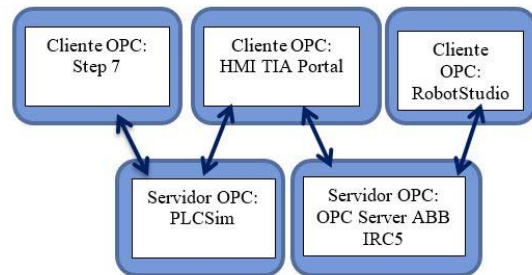 Cliente OPC:
Step 7
Cliente OPC:
HMI TIA Portal
Cliente
OPC:
RobotStudio
Servidor OPC:
PLCSim
Servidor OPC:
OPC Server ABB
IRC5